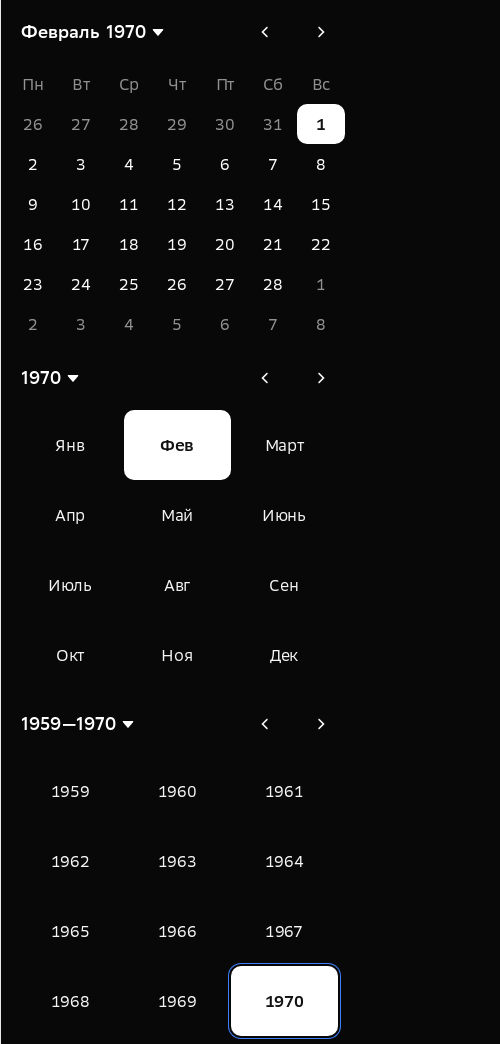 Февраль 1970
Пн Вт Ср Чт Пт Сб Вс
26 27 28 29 30 31 1
2 3 4 5 6 7 8
9 10 11 12 13 14 15
16 17 18 19 20 21 22
23 24 25 26 27 28 1
2 3 4 5 6 7 8
1970
Янв Фев Март
Апр Май Июнь
Июль Авг Сен
Окт Ноя Дек
1959—1970
1959 1960 1961
1962 1963 1964
1965 1966 1967
1968 1969 1970